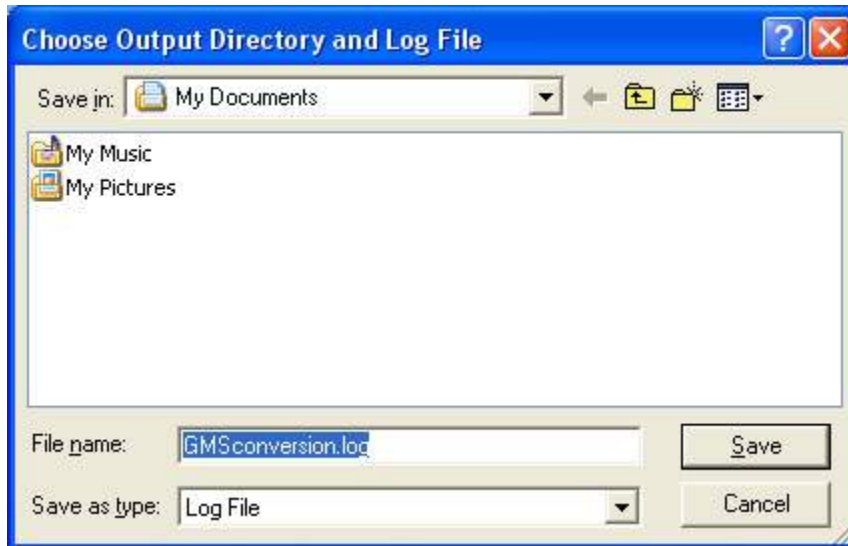 Choose Output Directory and Log File
Save in: My Documents
My Music
My Pictures
File name: GMSconversion.log Save
Save as type: Log File Cancel